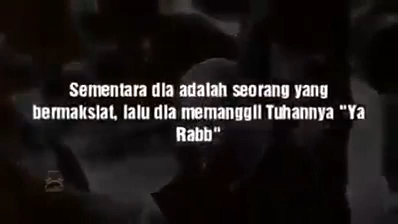 Sementara dia adalah seorang yang
bermaksiat, lalu dia memanggil Tuhannya "Ya
Rabb"